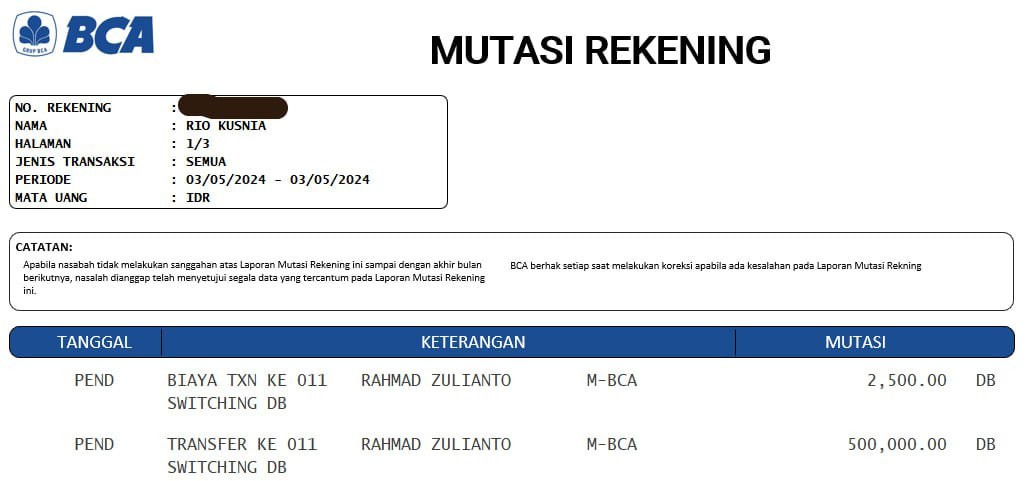 GRUP BCA
BCA
MUTASI REKENING
NO. REKENING :
NAMA : RIO KUSNIA
HALAMAN : 1/3
JENIS TRANSAKSI : SEMUA
PERIODE : 03/05/2024 - 03/05/2024
MATA UANG : IDR
CATATAN:
Apabila nasabah tidak melakukan sanggahan atas Laporan Mutasi Rekening ini sampai dengan akhir bulan
berikutnya, nasalah dianggap telah menyetujui segala data yang tercantum pada Laporan Mutasi Rekening
ini.
BCA berhak setiap saat melakukan koreksi apabila ada kesalahan pada Laporan Mutasi Rekning
TANGGAL KETERANGAN MUTASI
PEND BIAYA TXN KE 011 RAHMAD ZULIANTO M-BCA 2,500.00 DB
SWITCHING DB
PEND TRANSFER KE 011 RAHMAD ZULIANTO M-BCA 500,000.00 DB
SWITCHING DB